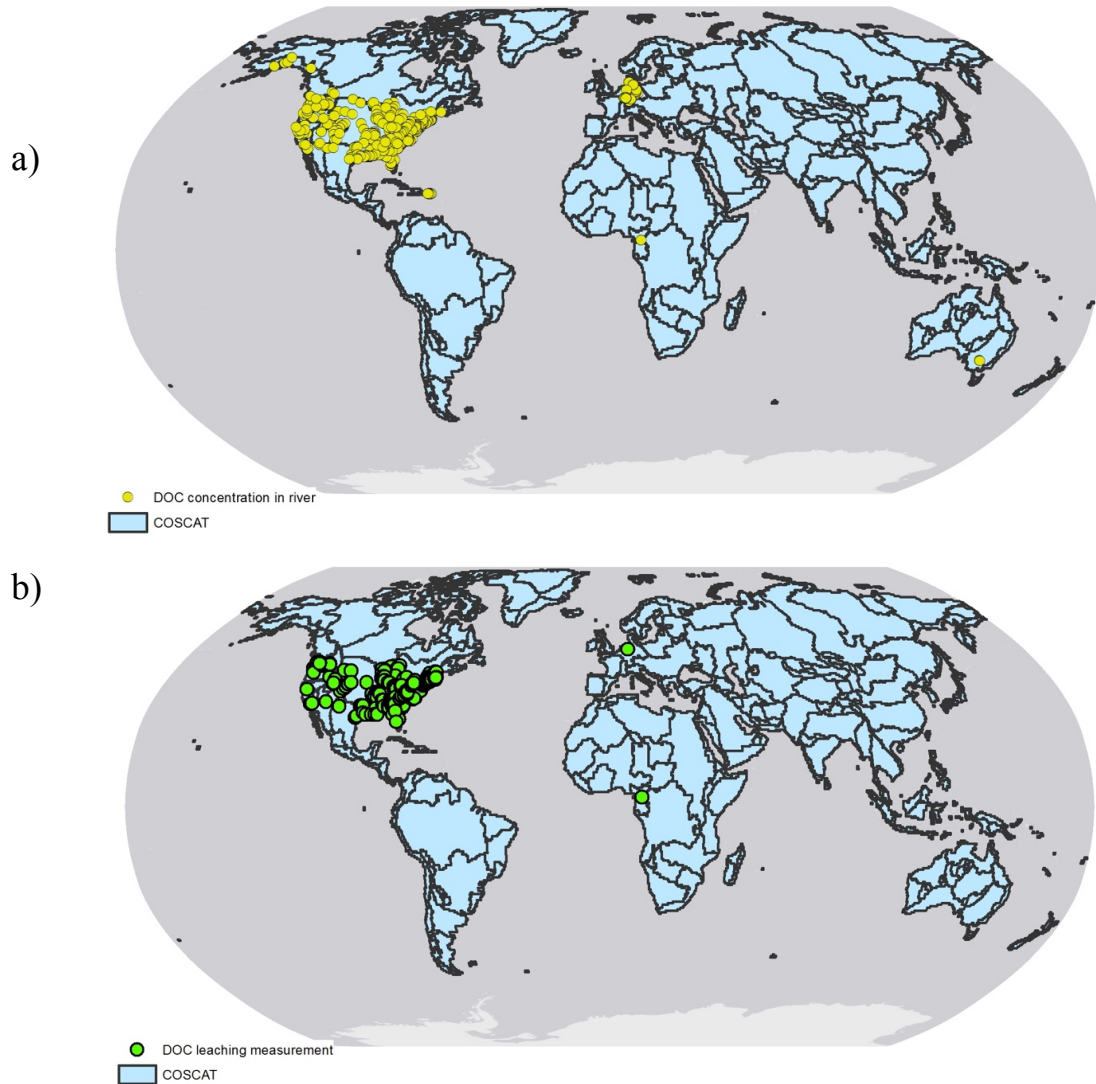 a)
DOC concentration in river
COSCAT
b)
DOC leaching measurement
COSCAT